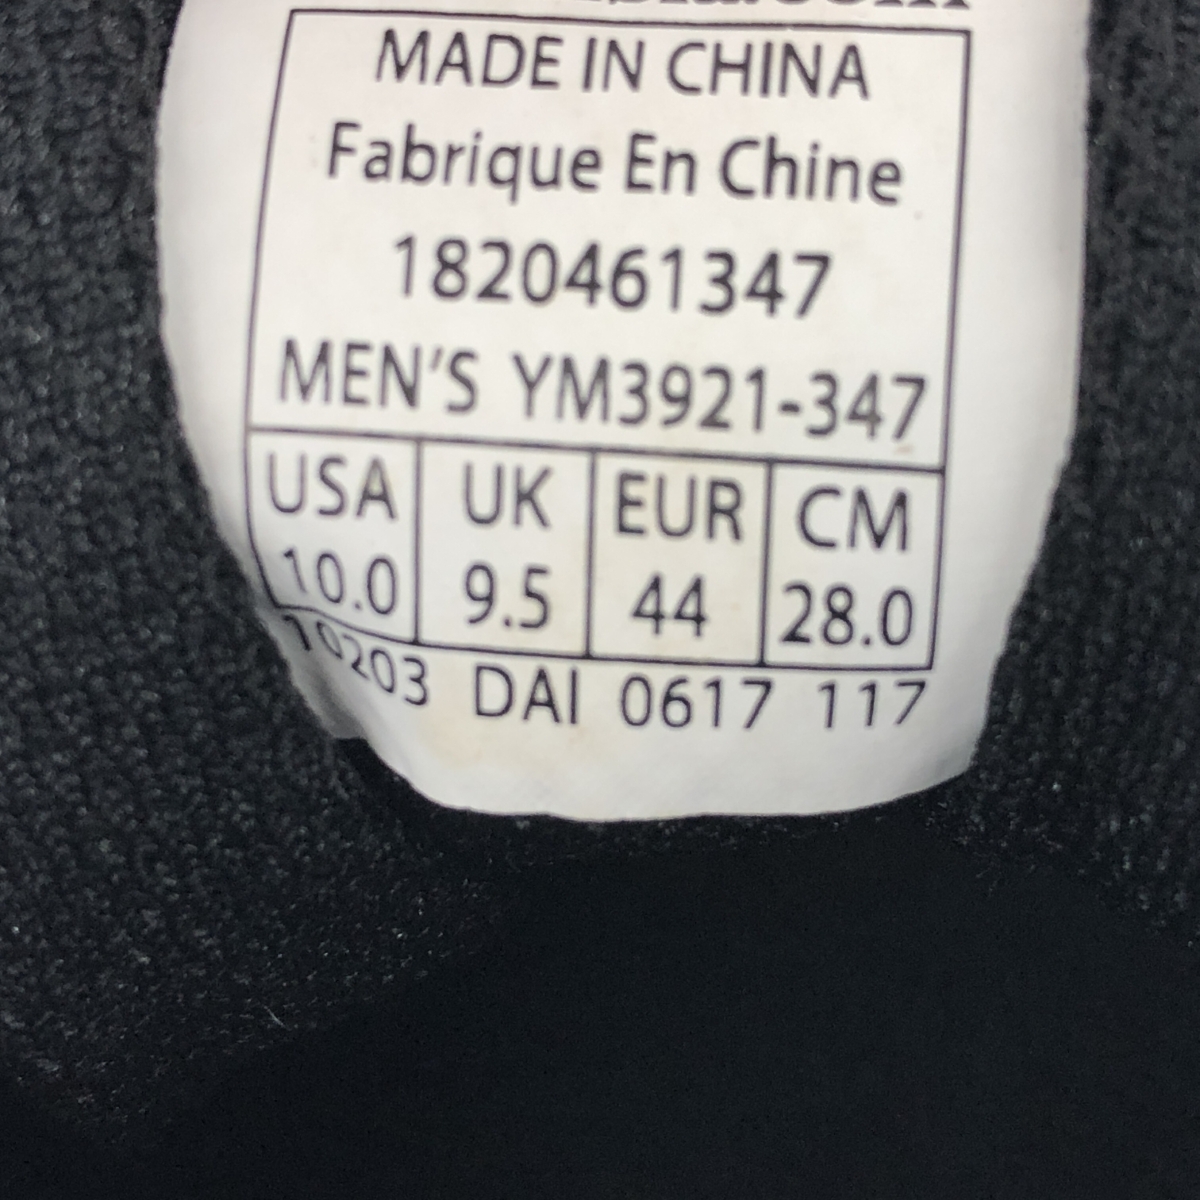 MADE IN CHINA
Fabrique En Chine
1820461347
MEN'S YM3921-347
USA UK EUR CM
10.0 9.5 44 28.0
10203 DAI 0617 117